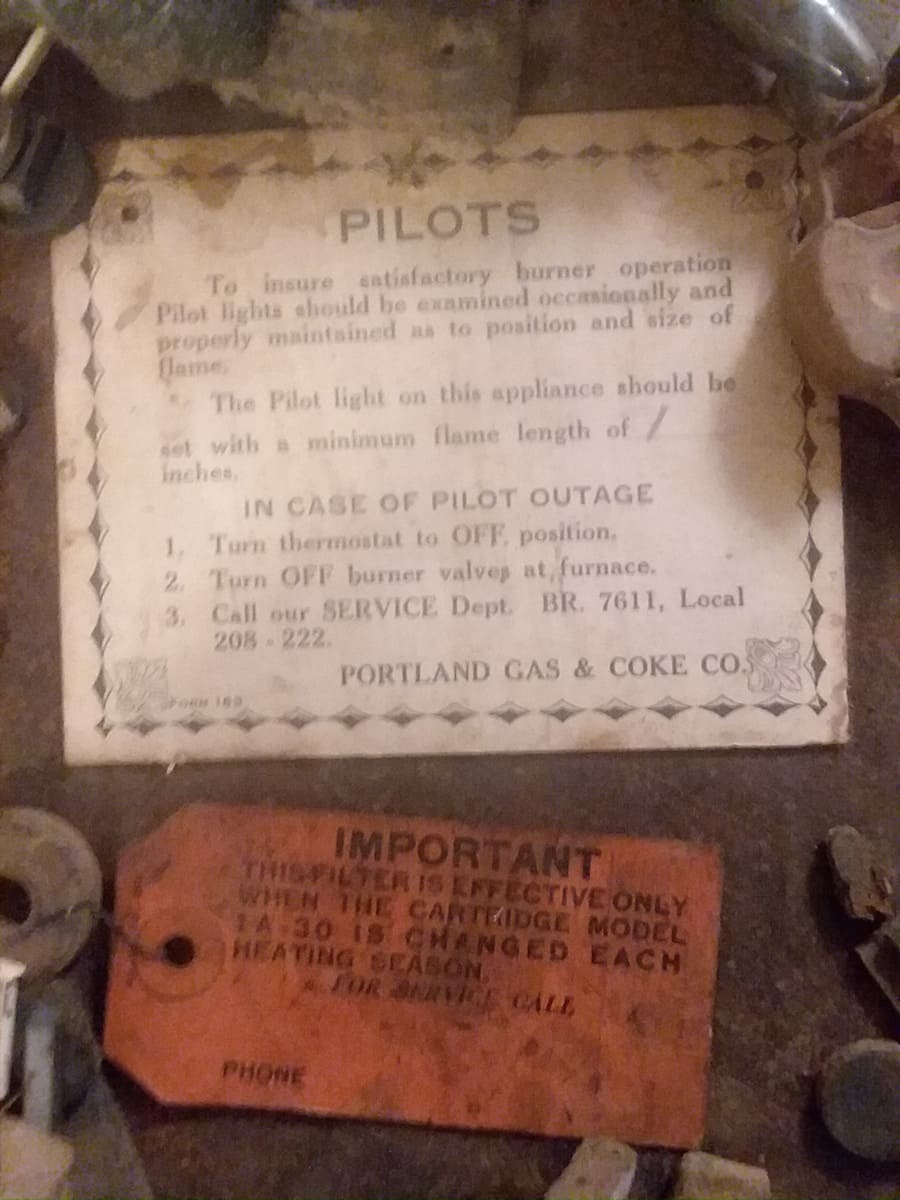 PILOTS
To insure satisfactory burner operation
Pilot lights should be examined occasionally and
properly maintained as to position and size of
flame.
The Pilot light on this appliance should be
set with a minimum flame length of /
inches.
IN CASE OF PILOT OUTAGE
1. Turn thermostat to OFF position.
2. Turn OFF burner valves at furnace.
3. Call our SERVICE Dept. BR. 7611, Local
208 - 222.
PORTLAND GAS & COKE CO.
FORM
IMPORTANT
THIS FILTER IS EFFECTIVE ONLY
WHEN THE CARTRIDGE MODEL
1A-30 IS CHANGED EACH
HEATING SEASON.
FOR SERVICE CALL
PHONE